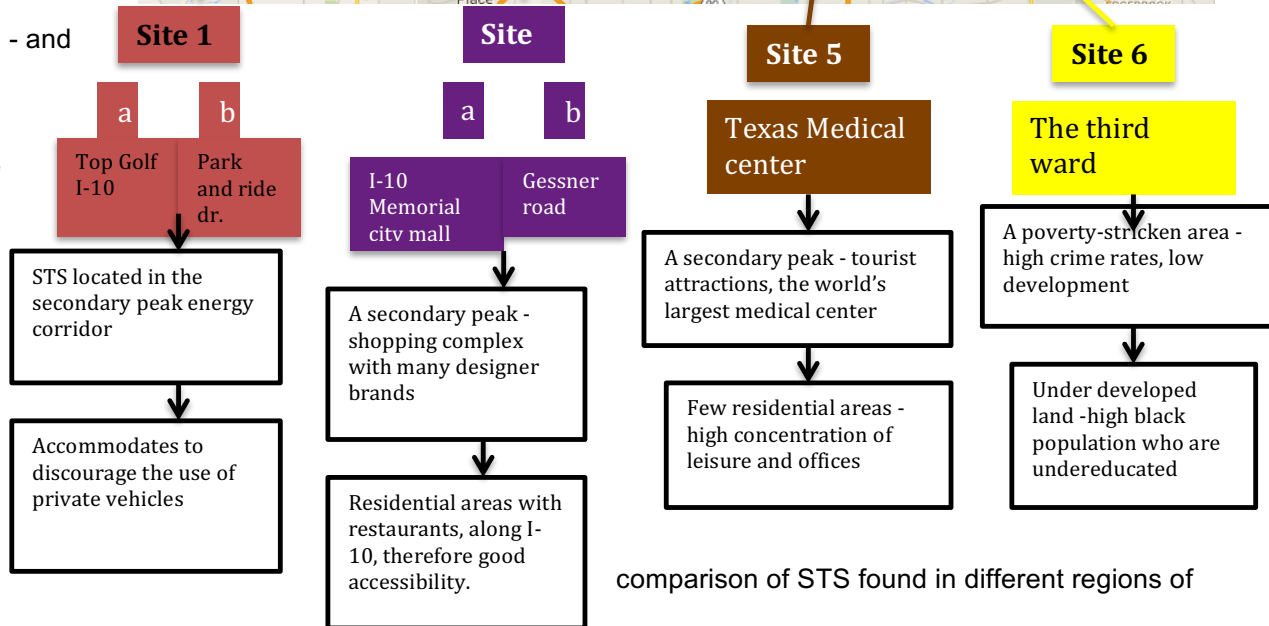 Place
- and
Site 1
a
b
Top Golf
I-10
Park
and ride
dr.
STS located in the
secondary peak energy
corridor
Accommodates to
discourage the use of
private vehicles
Site
a
b
I-10
Memorial
city mall
Gessner
road
A secondary peak -
shopping complex
with many designer
brands
Residential areas with
restaurants, along I-
10, therefore good
accessibility.
Site 5
Texas Medical
center
A secondary peak - tourist
attractions, the world's
largest medical center
Few residential areas -
high concentration of
leisure and offices
Site 6
The third
ward
A poverty-stricken area -
high crime rates, low
development
Under developed
land -high black
population who are
undereducated
comparison of STS found in different regions of